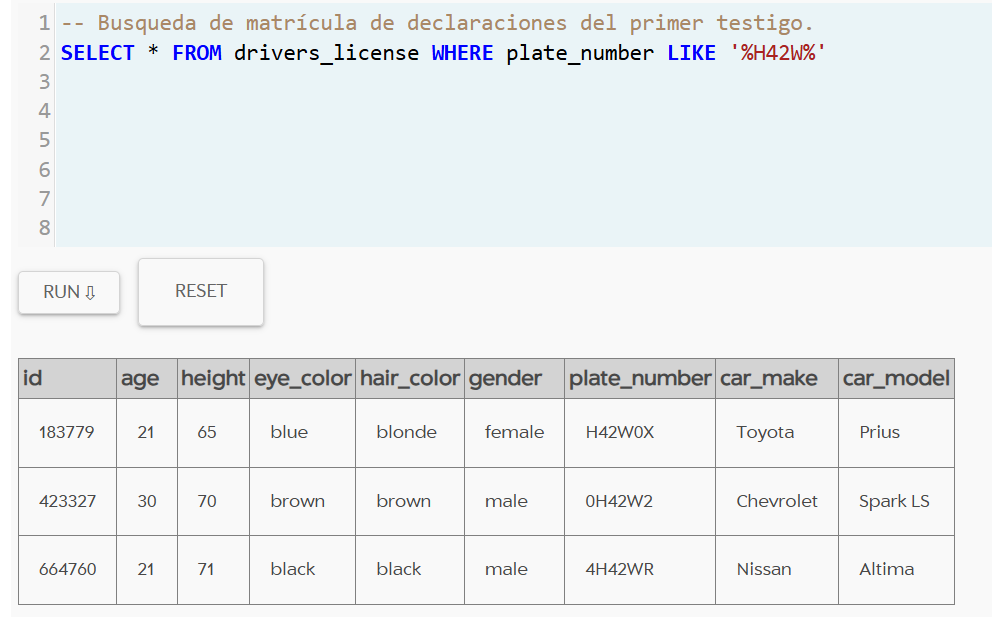 1 -- Busqueda de matrícula de declaraciones del primer testigo.
2 SELECT * FROM drivers_license WHERE plate_number LIKE '%H42W%'
3
4
5
6
7
8
RUN ⇩ RESET
id age height eye_color hair_color gender plate_number car_make car_model
183779 21 65 blue blonde female H42W0X Toyota Prius
423327 30 70 brown brown male 0H42W2 Chevrolet Spark LS
664760 21 71 black black male 4H42WR Nissan Altima